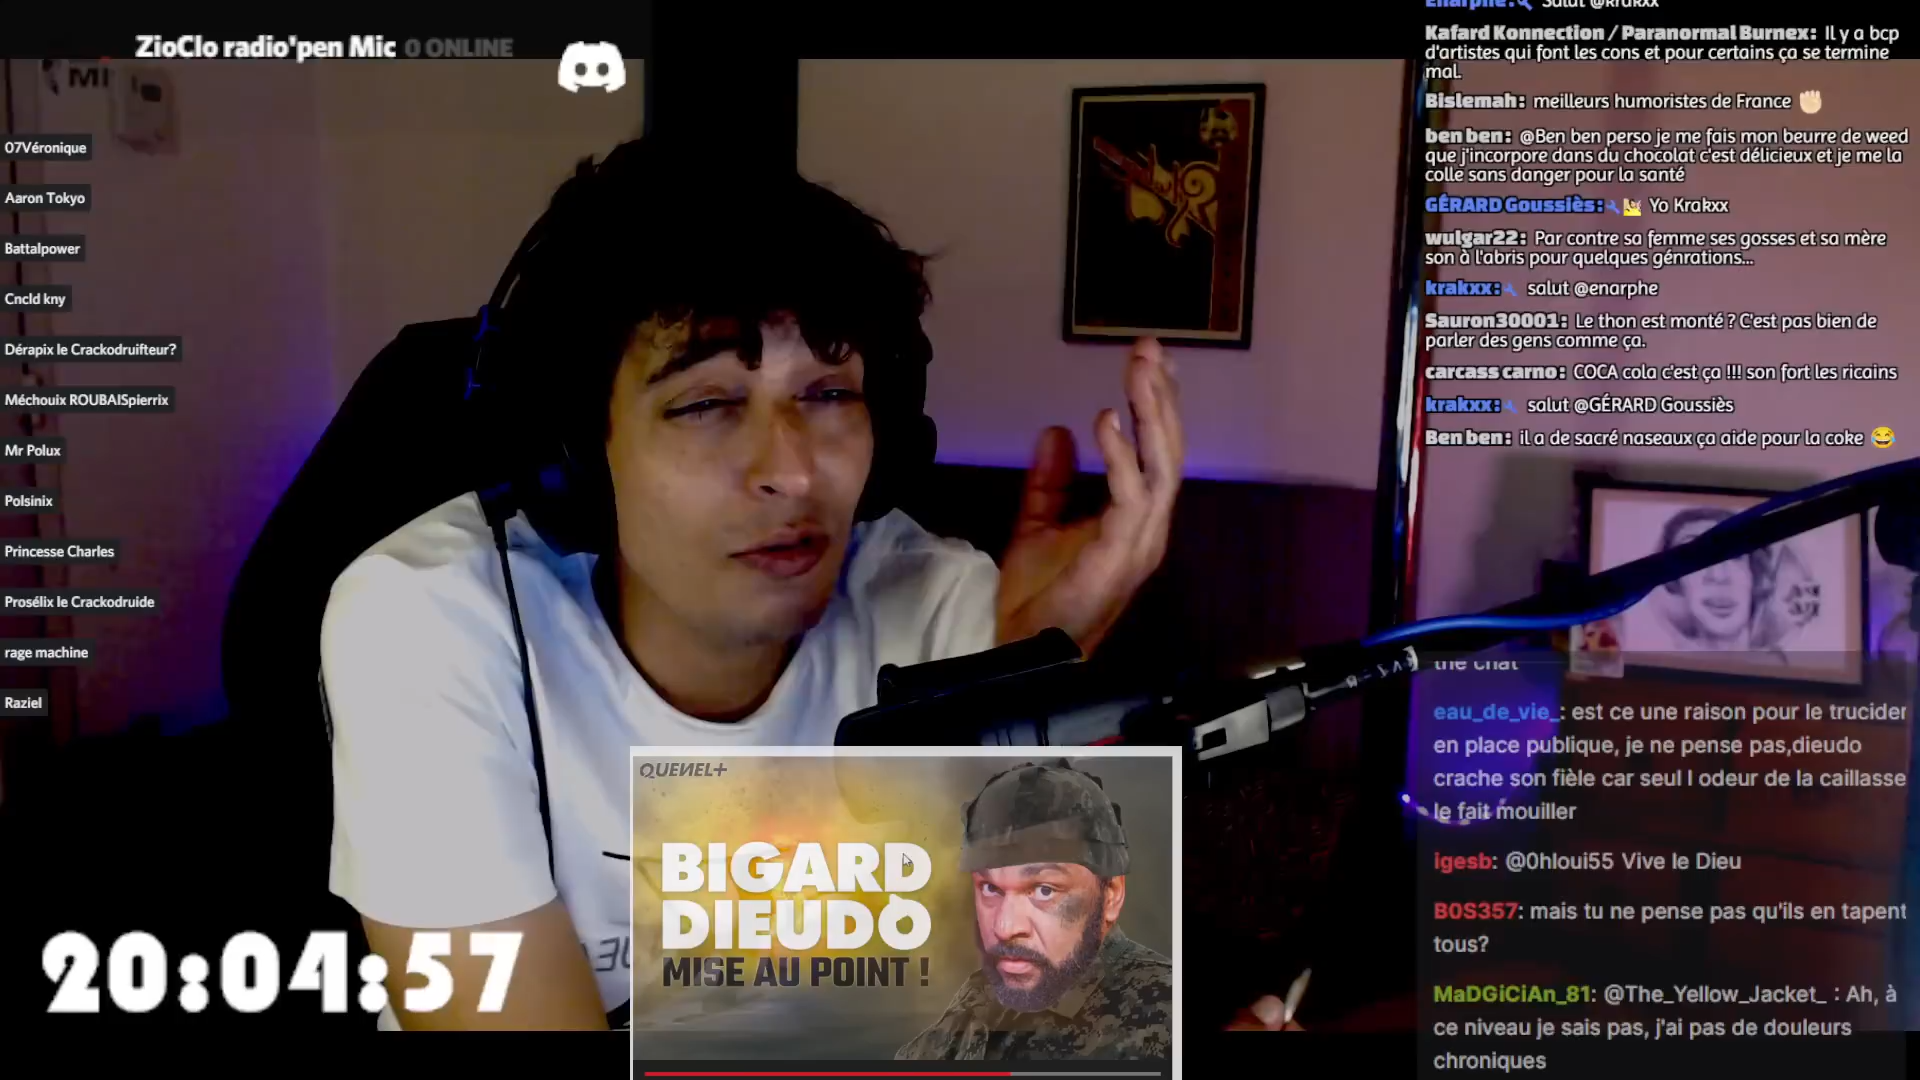 ZioClo radio'pen Mic 0 ONLINE
07Véronique
Aaron Tokyo
Battalpower
Cncld kny
Dérapix le Crackodruifteur?
Méchouix ROUBAISpierrix
Mr Polux
Polsinix
Princesse Charles
Prosélix le Crackodruide
rage machine
Raziel
20:04:57
QUENEL+
BIGARD
DIEUDO
MISE AU POINT !
Enarphe: Salut @krakxx
Kafard Konnection / Paranormal Burnex: Il y a bcp
d'artistes qui font les cons et pour certains ça se termine
mal.
Bislemah: meilleurs humoristes de France
ben ben: @Ben ben perso je me fais mon beurre de weed
que j'incorpore dans du chocolat c'est délicieux et je me la
colle sans danger pour la santé
GÉRARD Goussiès: Yo Krakxx
wulgar22: Par contre sa femme ses gosses et sa mère
son à l'abris pour quelques génrations...
krakxx: salut @enarphe
Sauron30001: Le thon est monté ? C'est pas bien de
parler des gens comme ça.
carcass carno: COCA cola c'est ça !!! son fort les ricains
krakxx: salut @GÉRARD Goussiès
Ben ben: il a de sacré naseaux ça aide pour la coke 😂
the chat
eau_de_vie_: est ce une raison pour le trucider
en place publique, je ne pense pas,dieudo
crache son fièle car seul l odeur de la caillasse
le fait mouiller
igesb: @0hloui55 Vive le Dieu
B0S357: mais tu ne pense pas qu'ils en tapent
tous?
MaDGiCiAn_81: @The_Yellow_Jacket_ : Ah, à
ce niveau je sais pas, j'ai pas de douleurs
chroniques